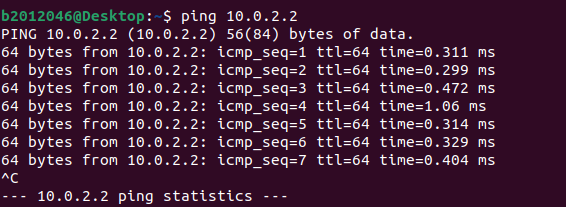 b2012046@Desktop:~$ ping 10.0.2.2
PING 10.0.2.2 (10.0.2.2) 56(84) bytes of data.
64 bytes from 10.0.2.2: icmp_seq=1 ttl=64 time=0.311 ms
64 bytes from 10.0.2.2: icmp_seq=2 ttl=64 time=0.299 ms
64 bytes from 10.0.2.2: icmp_seq=3 ttl=64 time=0.472 ms
64 bytes from 10.0.2.2: icmp_seq=4 ttl=64 time=1.06 ms
64 bytes from 10.0.2.2: icmp_seq=5 ttl=64 time=0.314 ms
64 bytes from 10.0.2.2: icmp_seq=6 ttl=64 time=0.329 ms
64 bytes from 10.0.2.2: icmp_seq=7 ttl=64 time=0.404 ms
^C
--- 10.0.2.2 ping statistics ---